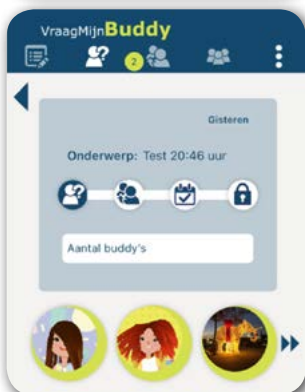 VraagMijnBuddy
2
Gisteren
Onderwerp: Test 20:46 uur
Aantal buddy's